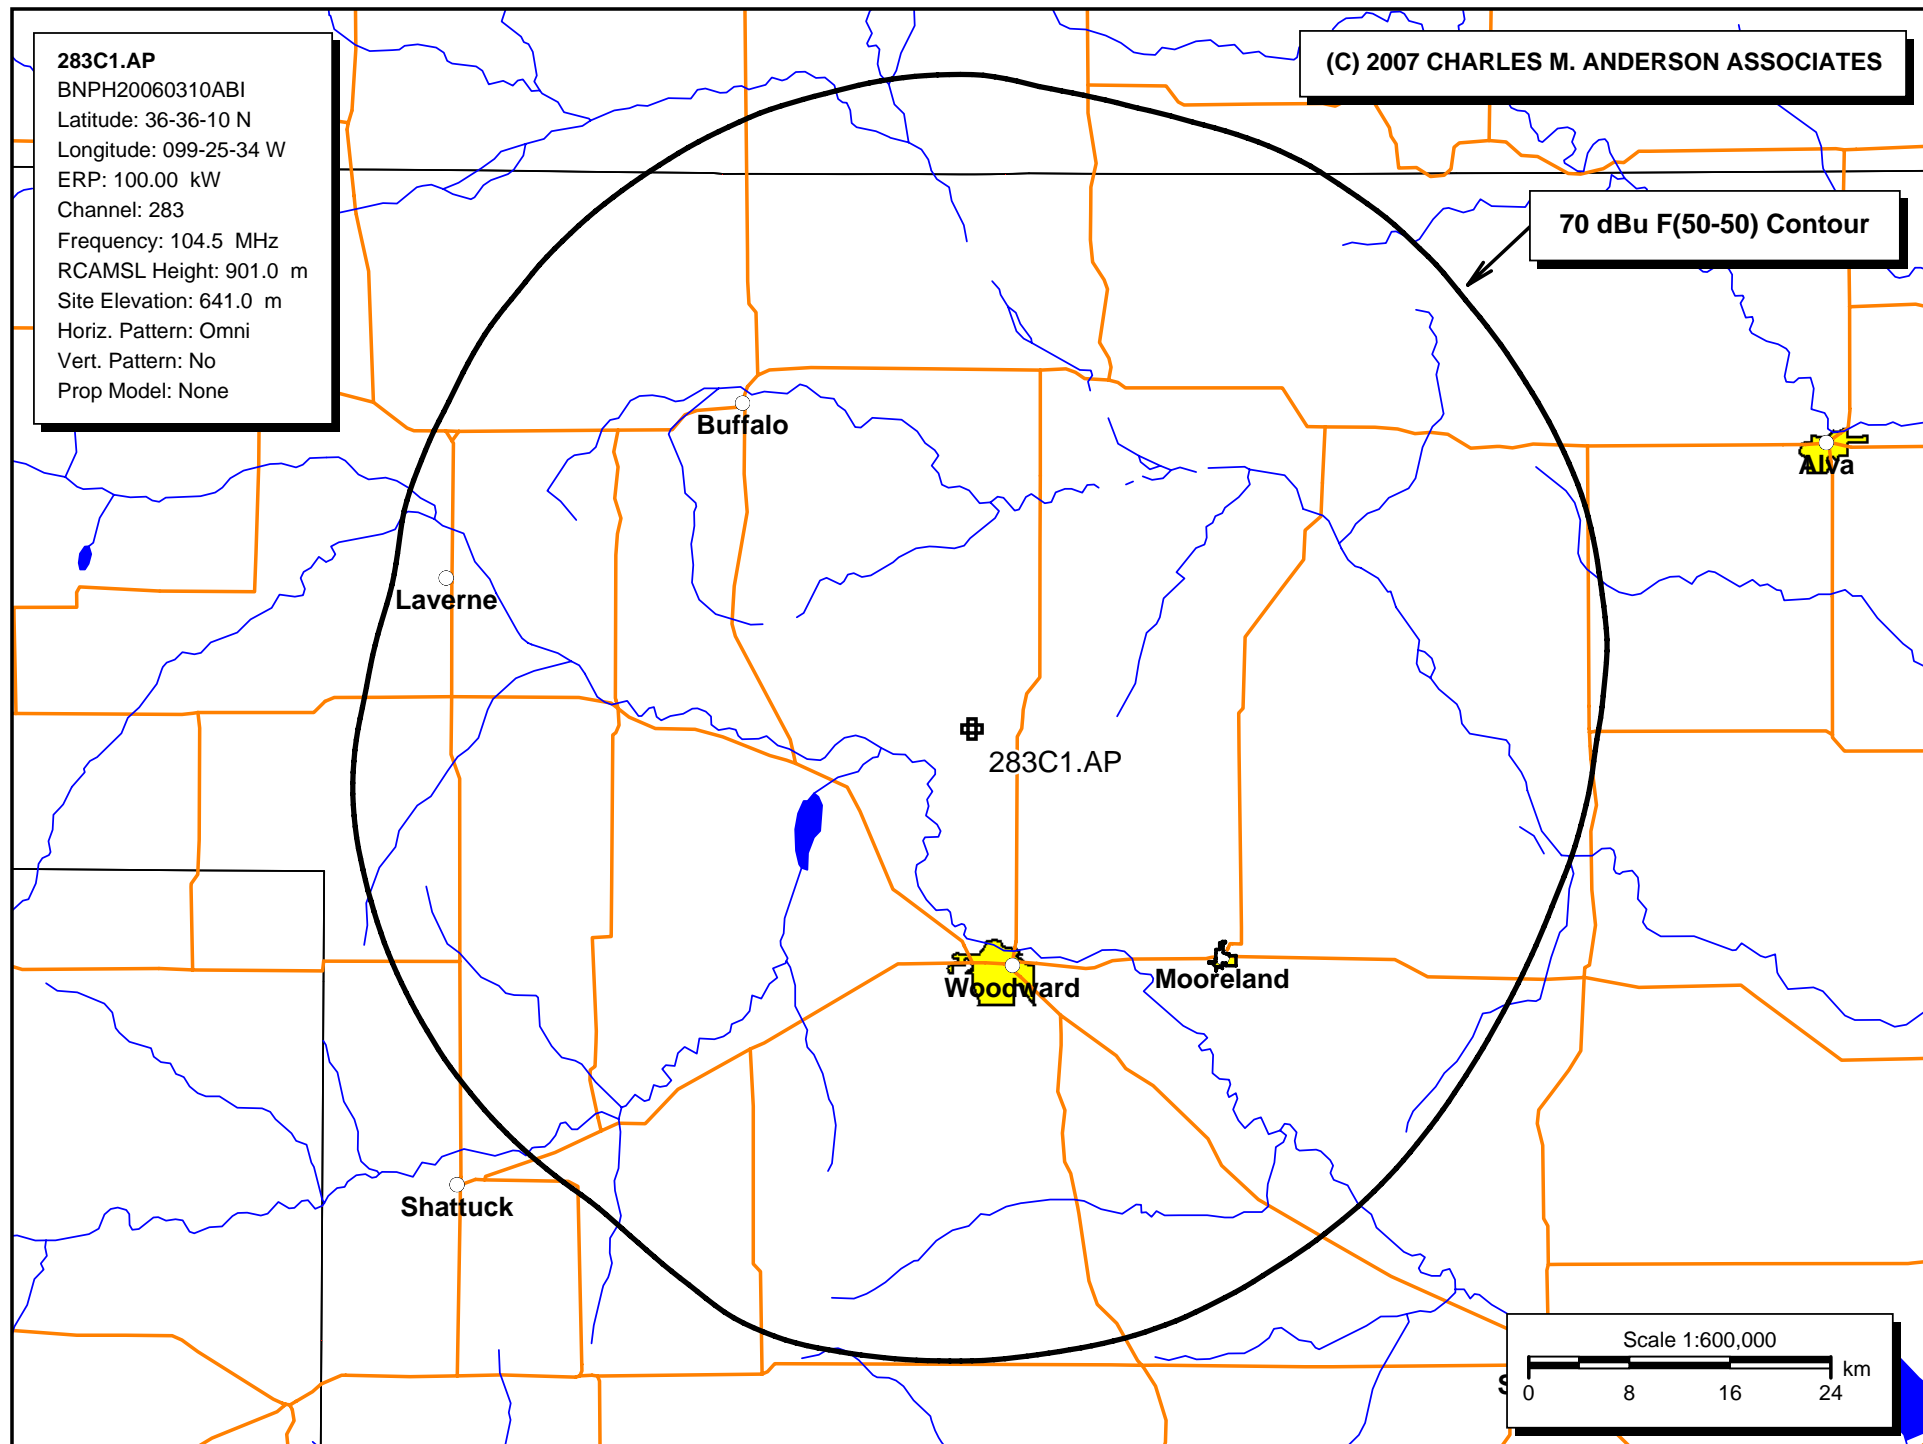 283C1.AP
BNPH20060310ABI
Latitude: 36-36-10 N
Longitude: 099-25-34 W
ERP: 100.00 kW
Channel: 283
Frequency: 104.5 MHz
RCAMSL Height: 901.0 m
Site Elevation: 641.0 m
Horiz. Pattern: Omni
Vert. Pattern: No
Prop Model: None
(C) 2007 CHARLES M. ANDERSON ASSOCIATES
70 dBu F(50-50) Contour
Buffalo
Alva
Laverne
283C1.AP
Woodward
Mooreland
Shattuck
Scale 1:600,000
km
0 8 16 24